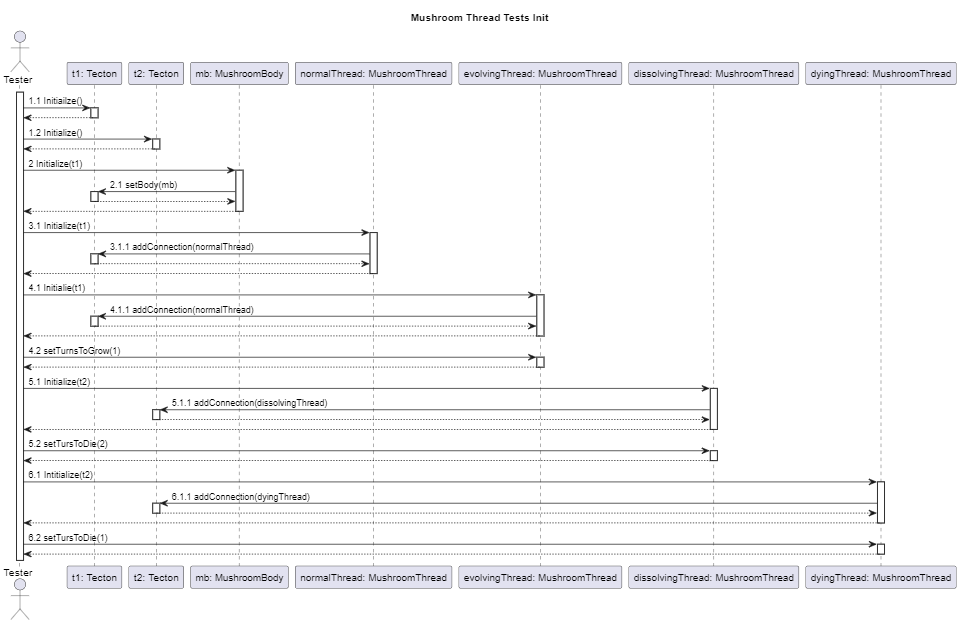 Mushroom Thread Tests Init
Tester
t1: Tecton
t2: Tecton
mb: MushroomBody
normalThread: MushroomThread
evolvingThread: MushroomThread
dissolvingThread: MushroomThread
dyingThread: MushroomThread
1.1 Initiailze()
1.2 Initialize()
2 Initialize(t1)
2.1 setBody(mb)
3.1 Initialize(t1)
3.1.1 addConnection(normalThread)
4.1 Initialie(t1)
4.1.1 addConnection(normalThread)
4.2 setTurnsToGrow(1)
5.1 Initialize(t2)
5.1.1 addConnection(dissolvingThread)
5.2 setTursToDie(2)
6.1 Intitialize(t2)
6.1.1 addConnection(dyingThread)
6.2 setTursToDie(1)
Tester
t1: Tecton
t2: Tecton
mb: MushroomBody
normalThread: MushroomThread
evolvingThread: MushroomThread
dissolvingThread: MushroomThread
dyingThread: MushroomThread